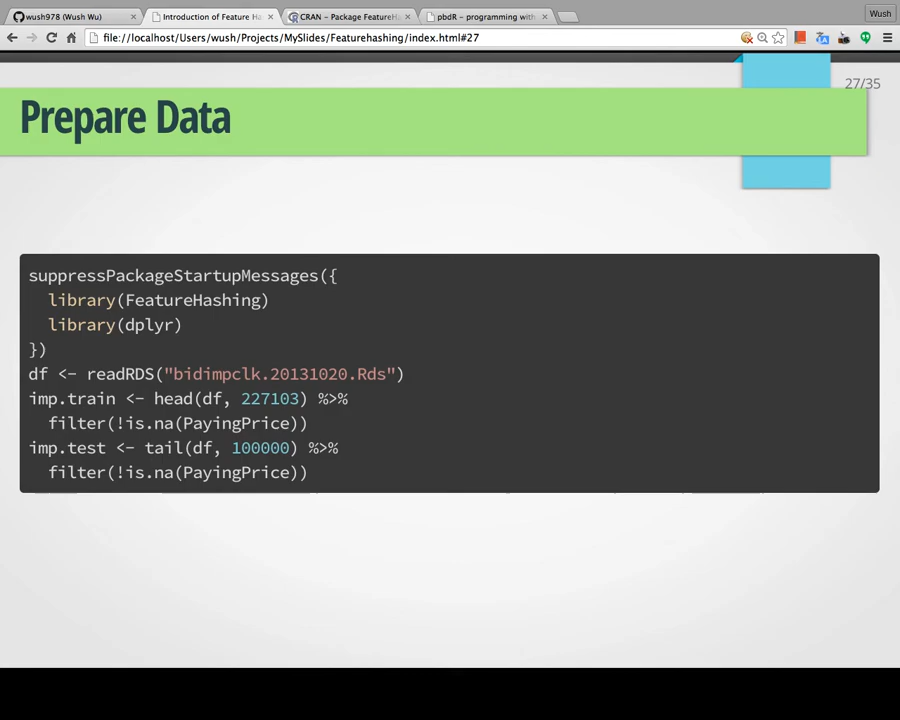 wush978 (Wush Wu)
Introduction of Feature Ha
CRAN – Package FeatureHa
pbdR – programming with
Wush
file://localhost/Users/wush/Projects/MySlides/Featurehashing/index.html#27
27/35
Prepare Data
suppressPackageStartupMessages({
  library(FeatureHashing)
  library(dplyr)
})
df <- readRDS("bidimpclk.20131020.Rds")
imp.train <- head(df, 227103) %>%
  filter(!is.na(PayingPrice))
imp.test <- tail(df, 100000) %>%
  filter(!is.na(PayingPrice))